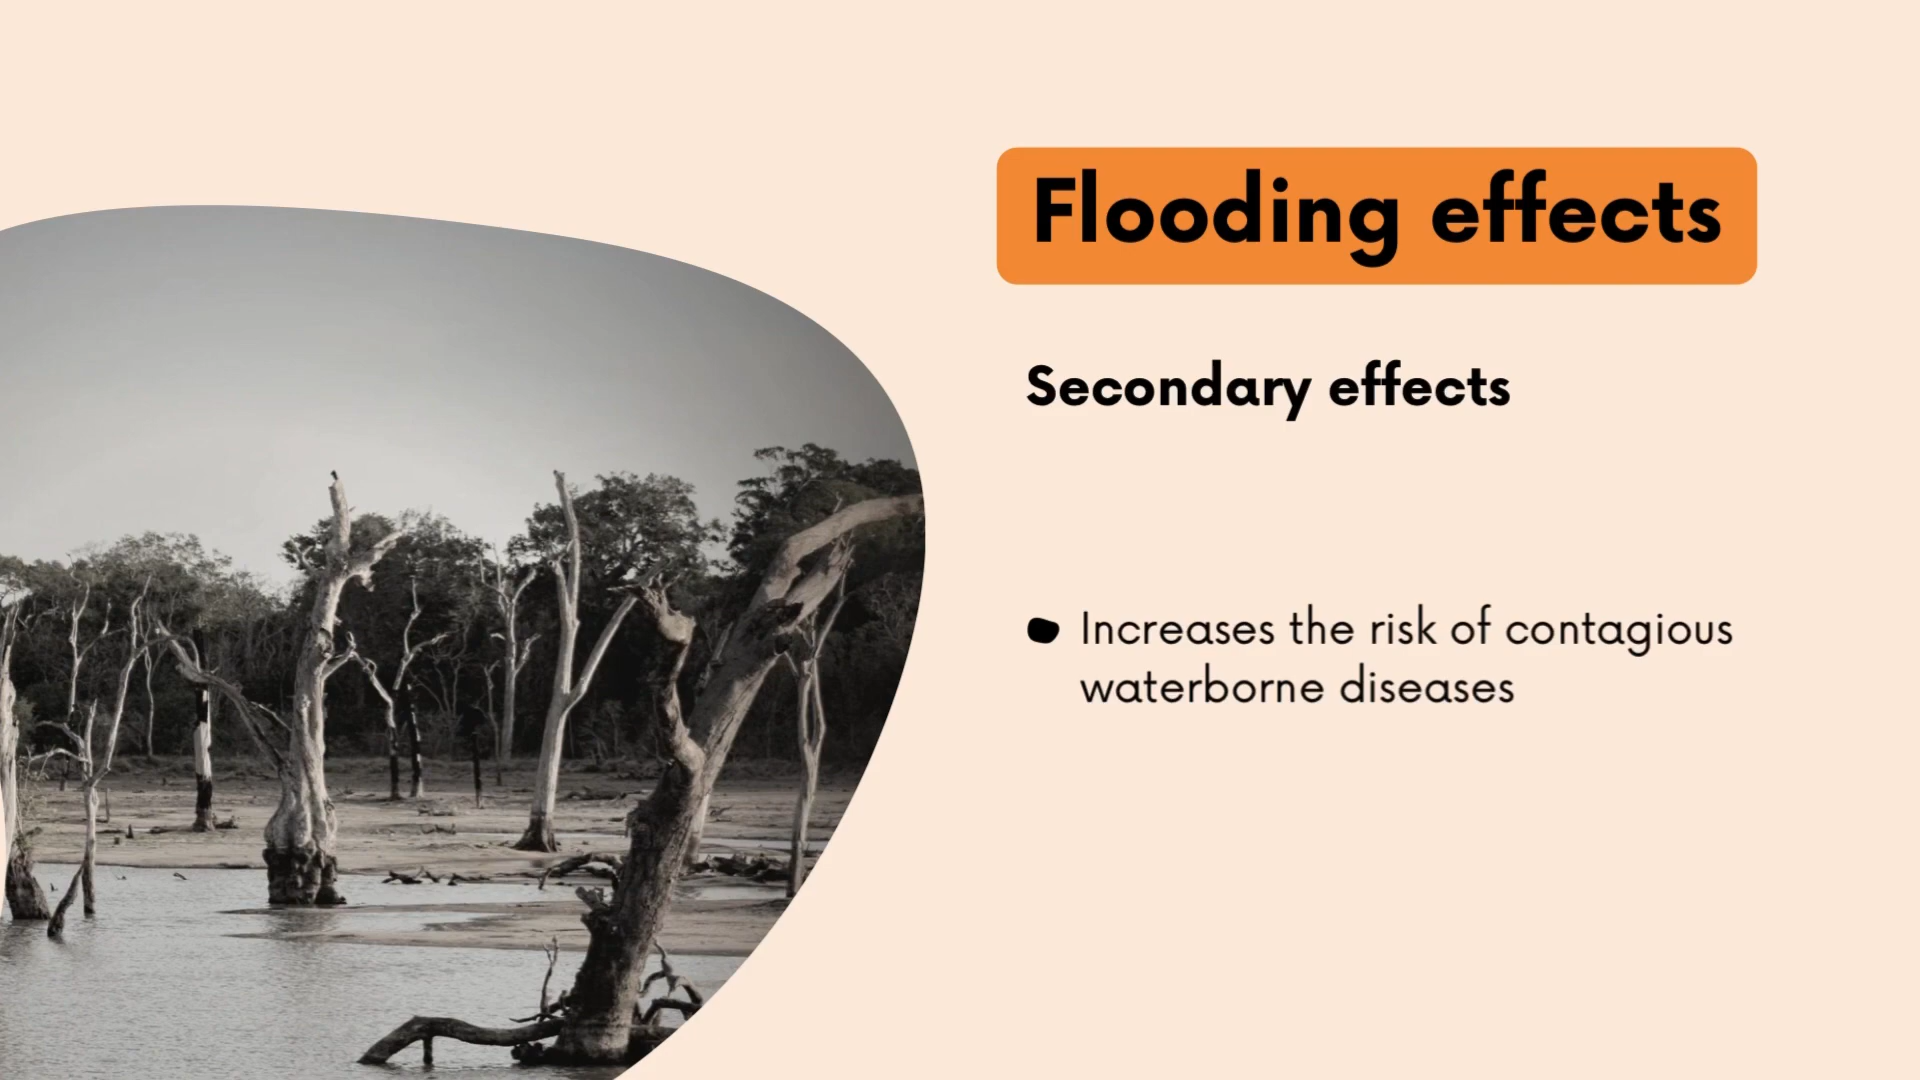 Flooding effects
Secondary effects
Increases the risk of contagious
waterborne diseases